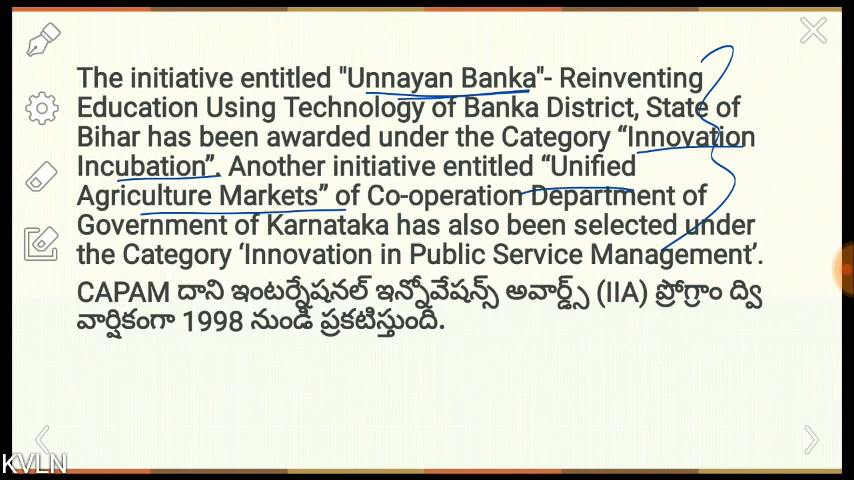 The initiative entitled "Unnayan Banka"- Reinventing
Education Using Technology of Banka District, State of
Bihar has been awarded under the Category “Innovation
Incubation”. Another initiative entitled “Unified
Agriculture Markets” of Co-operation Department of
Government of Karnataka has also been selected under
the Category ‘Innovation in Public Service Management’.
CAPAM దాని ఇంటర్నేషనల్ ఇన్నోవేషన్స్ అవార్డ్స్ (IIA) ప్రోగ్రాం ద్వి
వార్షికంగా 1998 నుండి ప్రకటిస్తుంది.
KVLN